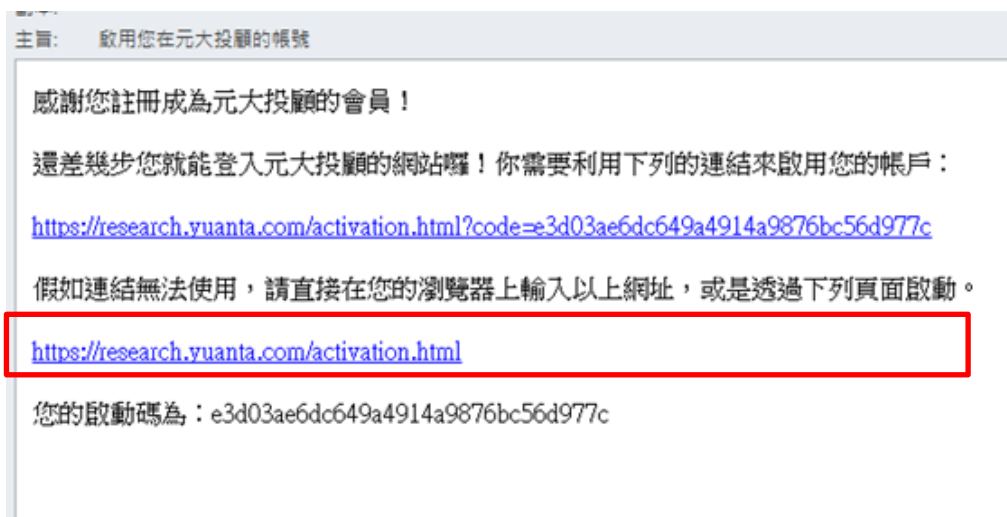 主旨: 啟用您在元大投顧的帳號
感謝您註冊成為元大投顧的會員！
還差幾步您就能登入元大投顧的網站囉！你需要利用下列的連結來啟用您的帳戶：
https://research.yuanta.com/activation.html?code=e3d03ae6dc649a4914a9876bc56d977c
假如連結無法使用，請直接在您的瀏覽器上輸入以上網址，或是透過下列頁面啟動。
https://research.yuanta.com/activation.html
您的啟動碼為：e3d03ae6dc649a4914a9876bc56d977c